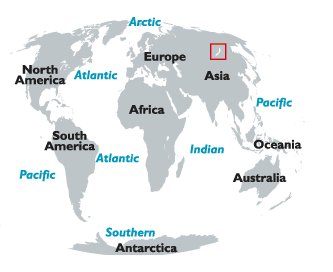 Arctic
Europe
North
America
Atlantic
Asia
Pacific
Africa
South
America
Atlantic
Indian
Oceania
Pacific
Australia
Southern
Antarctica